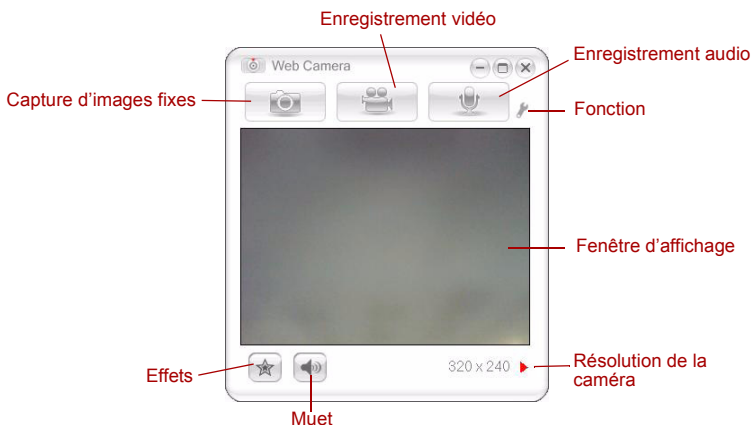 Enregistrement vidéo
Enregistrement audio
Web Camera
Capture d'images fixes
Fonction
Fenêtre d'affichage
320 x 240
Résolution de la
caméra
Effets
Muet